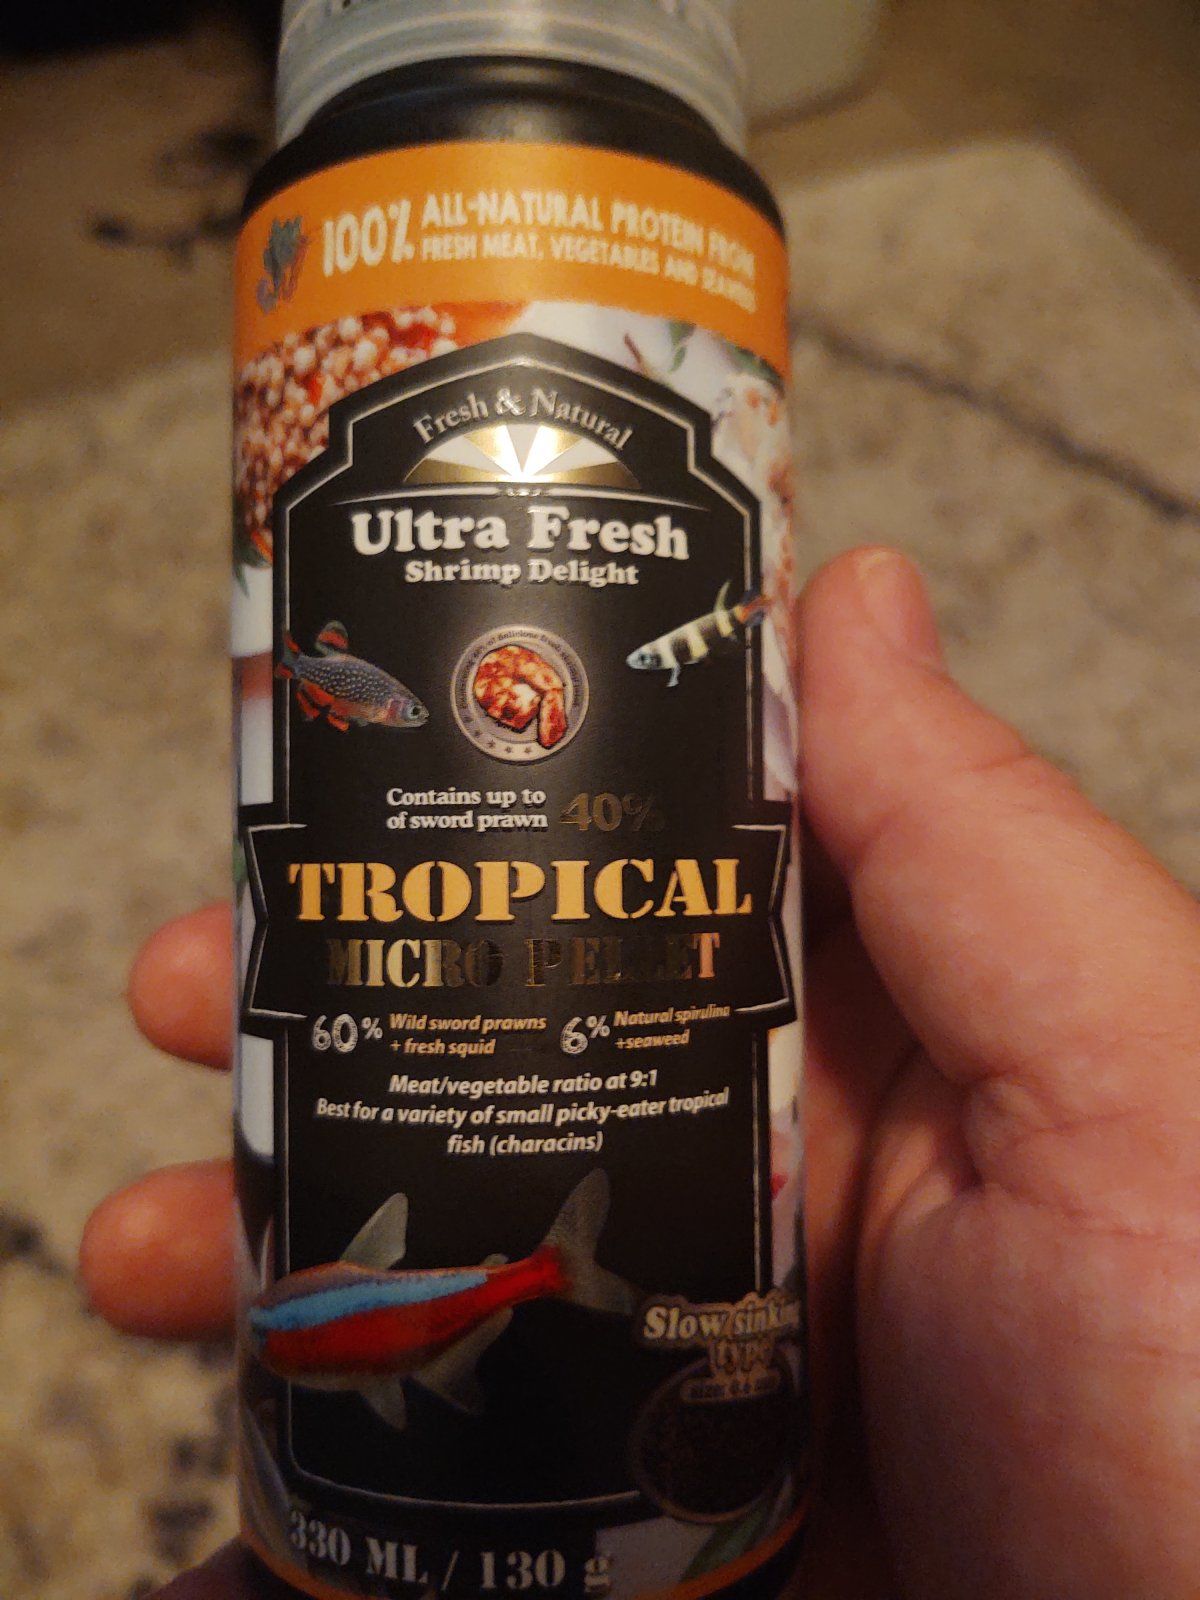 100% ALL-NATURAL PROTEIN FROM
FRESH MEAT, VEGETABLES AND SEAWEED
Fresh & Natural
Ultra Fresh
Shrimp Delight
Contains up to 40%
of sword prawn
TROPICAL
MICRO PELLET
60% Wild sword prawns
+ fresh squid
6% Natural spirulina
+seaweed
Meat/vegetable ratio at 9:1
Best for a variety of small picky-eater tropical
fish (characins)
Slow sinking
type
330 ML / 130 g